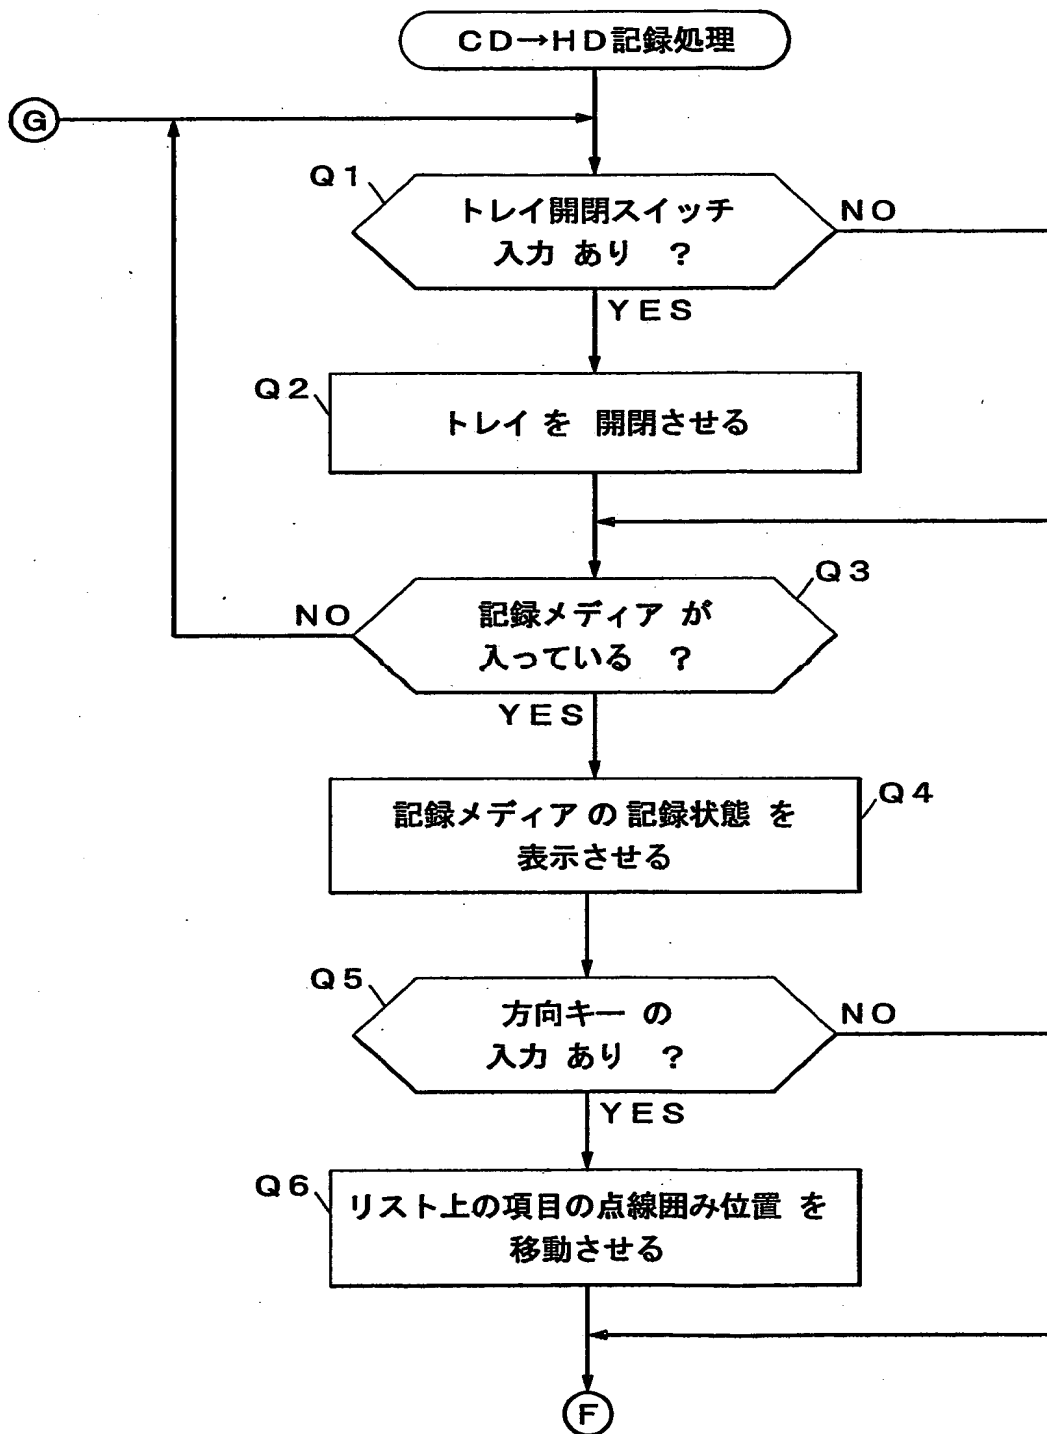 CD→HD記録処理
G
Q1
トレイ開閉スイッチ
入力 あり ?
NO
YES
Q2
トレイ を 開閉させる
Q3
記録メディア が
入っている ?
NO
YES
Q4
記録メディア の 記録状態 を
表示させる
Q5
方向キー の
入力 あり ?
NO
YES
Q6
リスト上の項目の点線囲み位置 を
移動させる
F